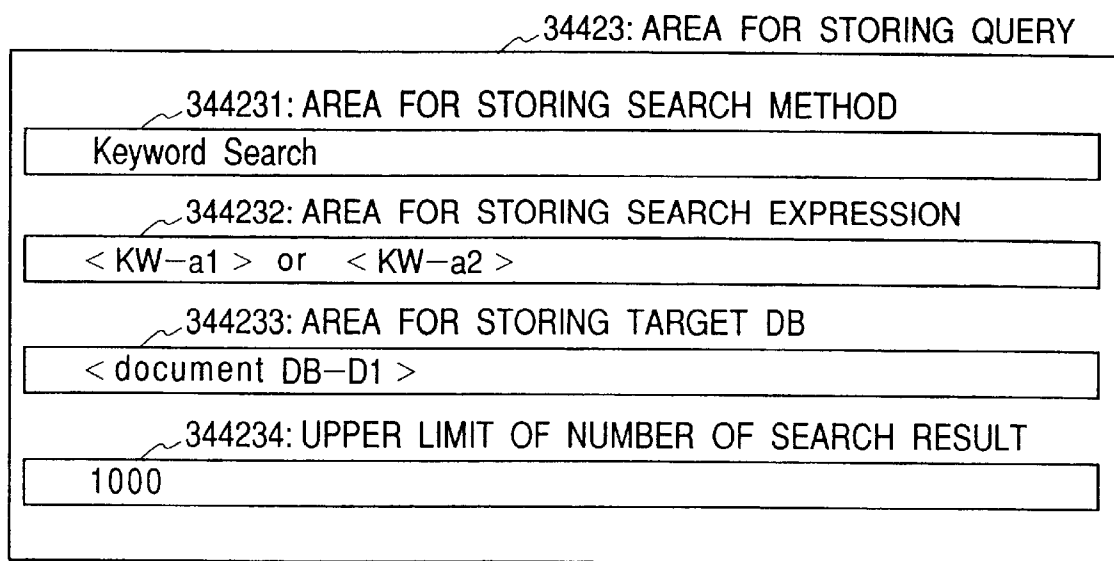 34423: AREA FOR STORING QUERY
344231: AREA FOR STORING SEARCH METHOD
Keyword Search
344232: AREA FOR STORING SEARCH EXPRESSION
< KW-a1 > or < KW-a2 >
344233: AREA FOR STORING TARGET DB
< document DB-D1 >
344234: UPPER LIMIT OF NUMBER OF SEARCH RESULT
1000